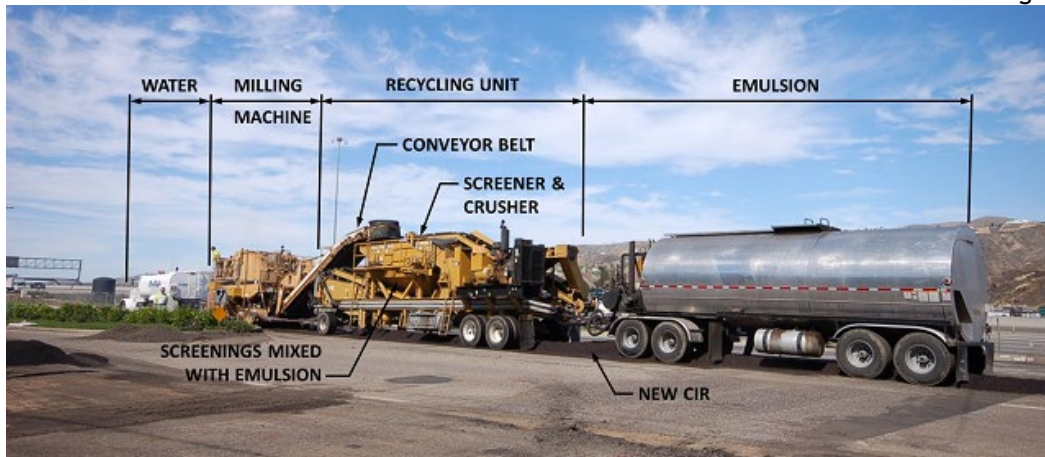 g
WATER
MILLING
MACHINE
RECYCLING UNIT
EMULSION
CONVEYOR BELT
SCREENER &
CRUSHER
SCREENINGS MIXED
WITH EMULSION
NEW CIR